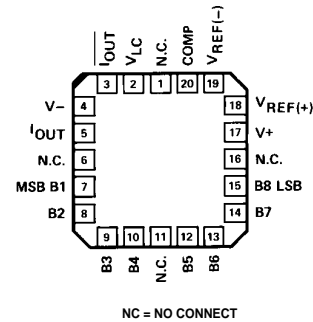 I̅O̅U̅T̅ VLC N.C. COMP VREF(−)
3 2 1 20 19
V− 4 18 VREF(+)
IOUT 5 17 V+
N.C. 6 16 N.C.
MSB B1 7 15 B8 LSB
B2 8 14 B7
9 10 11 12 13
B3 B4 N.C. B5 B6
NC = NO CONNECT